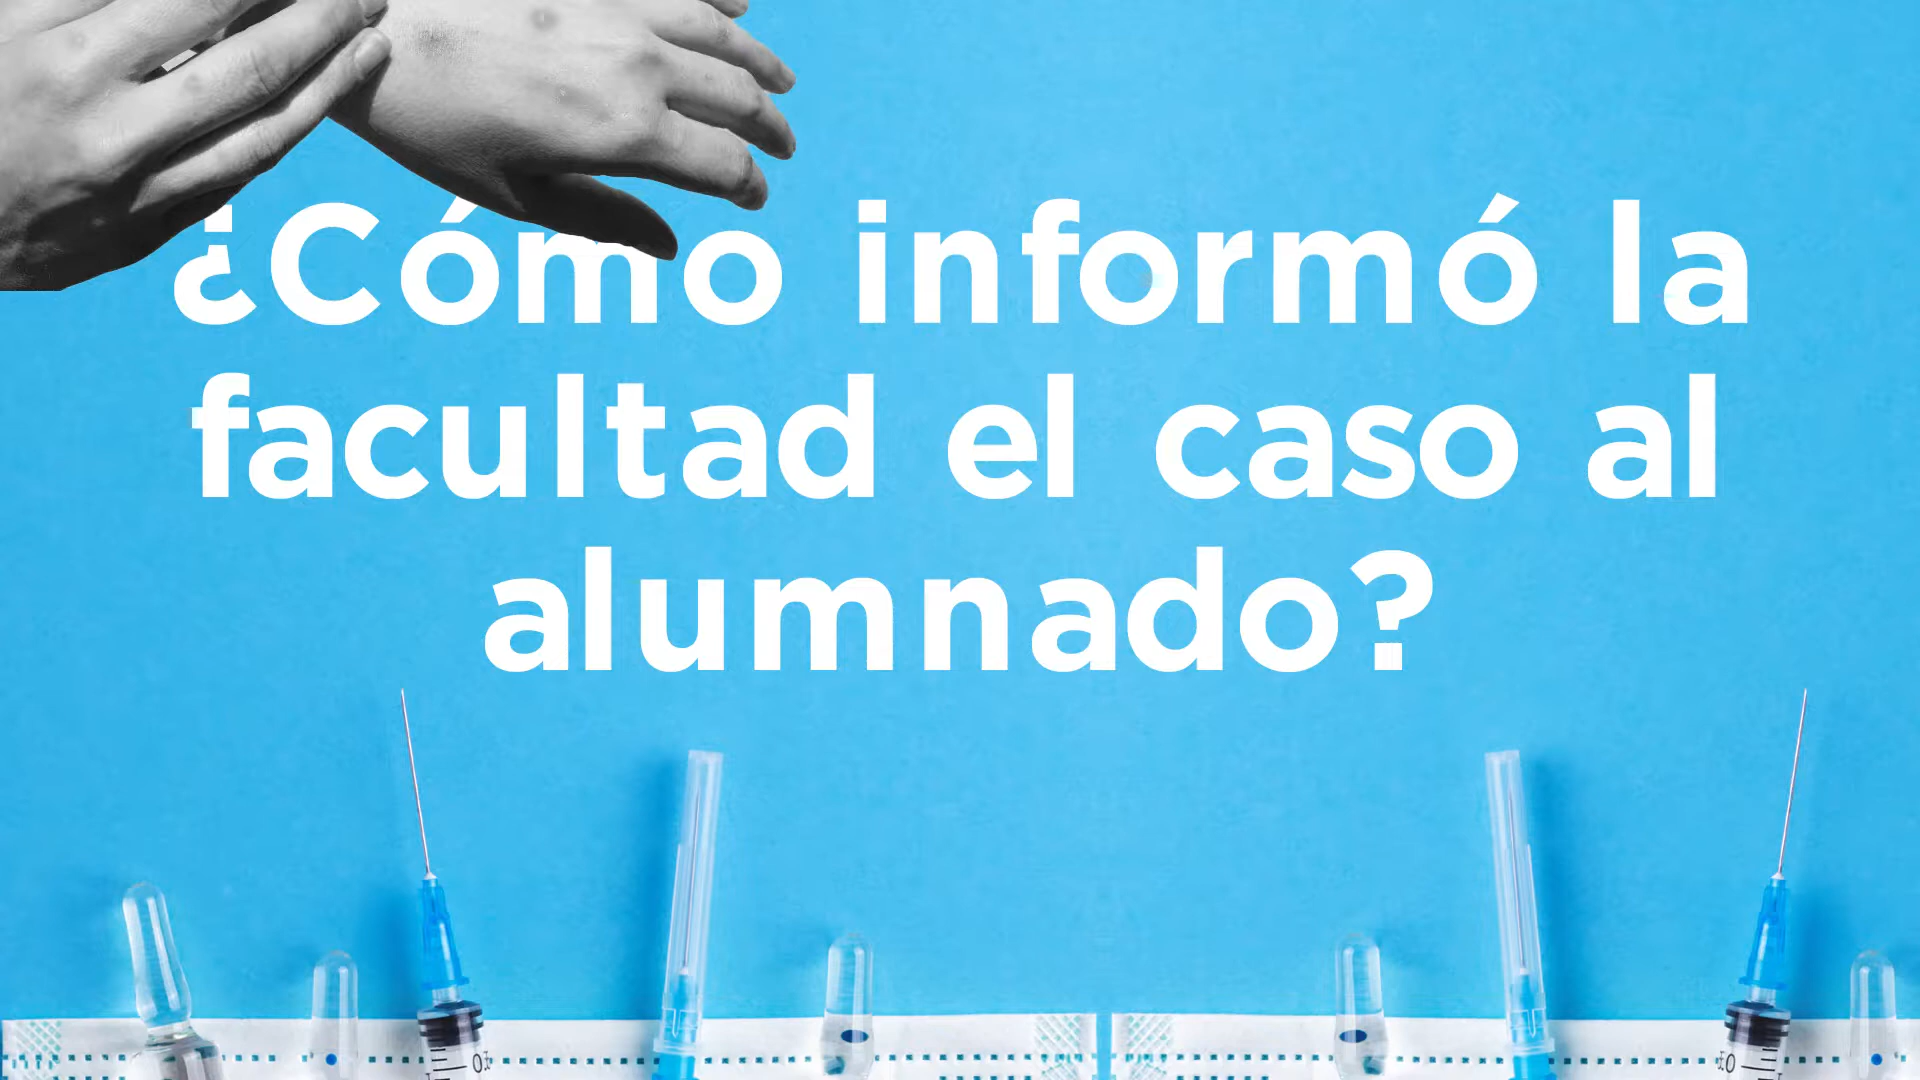 ¿Cómo informó la
facultad el caso al
alumnado?